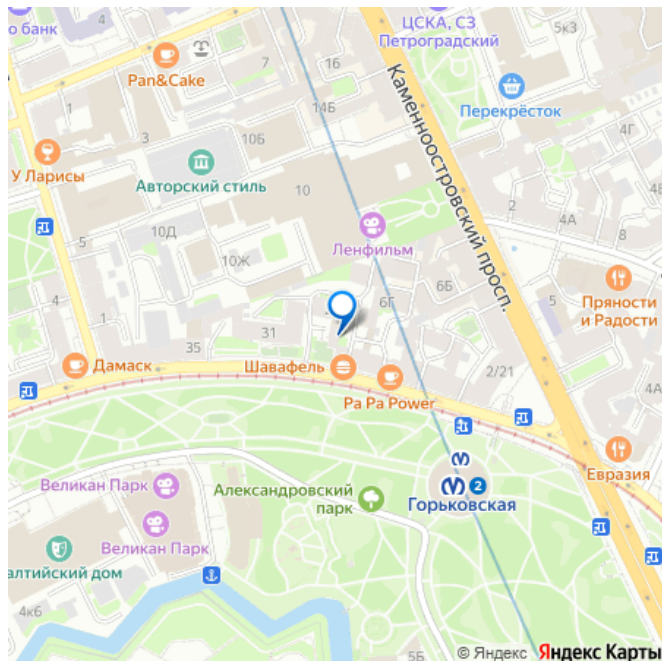 о банк
ЦСКА, СЗ
Петроградский
5к3
Pan&Cake
7
16
11
14Б
1
3
10Б
Перекрёсток
4Г
У Ларисы
Авторский стиль
10
Каменноостровский просп.
2
4А
8
5
10Д
Ленфильм
10Ж
6Б
6Г
4
1
31
35
5
Пряности
и Радости
Дамаск
Шавафель
2/21
Pa Pa Power
4А
Евразия
Великан Парк
Александровский
парк
Горьковская
2
Великан Парк
алтийский дом
4к6
5Б
© Яндекс Яндекс Карты